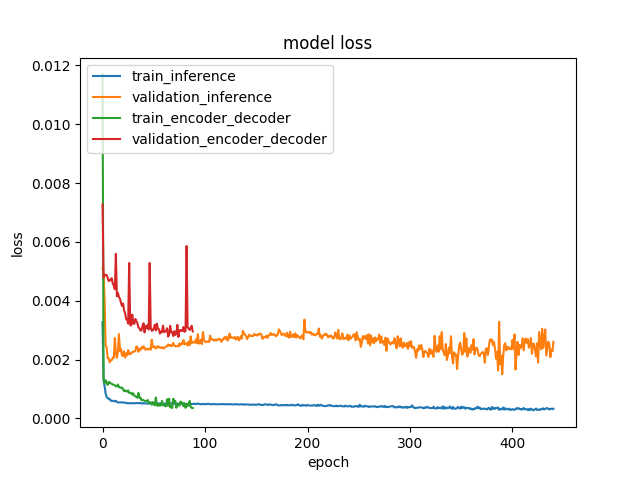 model loss
train_inference
validation_inference
train_encoder_decoder
validation_encoder_decoder
0.012
0.010
0.008
0.006
0.004
0.002
0.000
loss
0 100 200 300 400
epoch